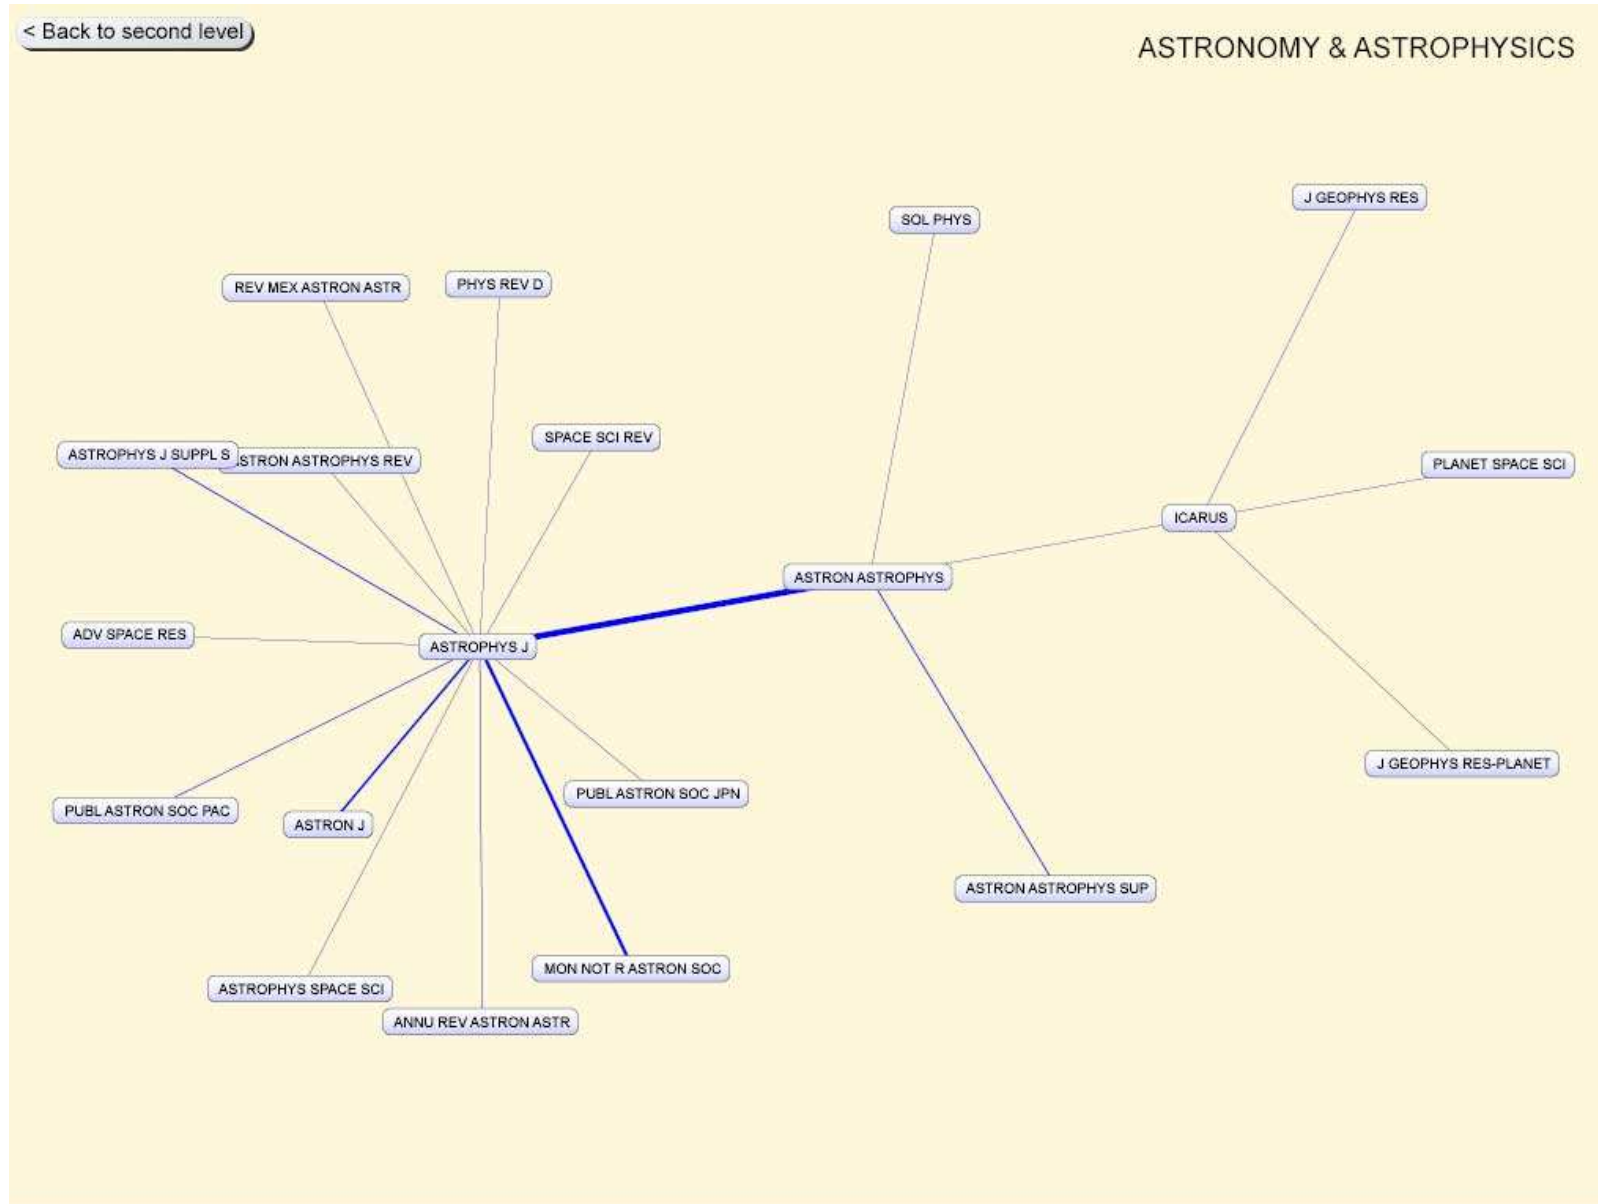 < Back to second level
ASTRONOMY & ASTROPHYSICS
J GEOPHYS RES
SOL PHYS
REV MEX ASTRON ASTR
PHYS REV D
SPACE SCI REV
ASTROPHYS J SUPPL S
STRON ASTROPHYS REV
PLANET SPACE SCI
ICARUS
ASTRON ASTROPHYS
ADV SPACE RES
ASTROPHYS J
J GEOPHYS RES-PLANET
PUBL ASTRON SOC JPN
PUBL ASTRON SOC PAC
ASTRON J
ASTRON ASTROPHYS SUP
MON NOT R ASTRON SOC
ASTROPHYS SPACE SCI
ANNU REV ASTRON ASTR